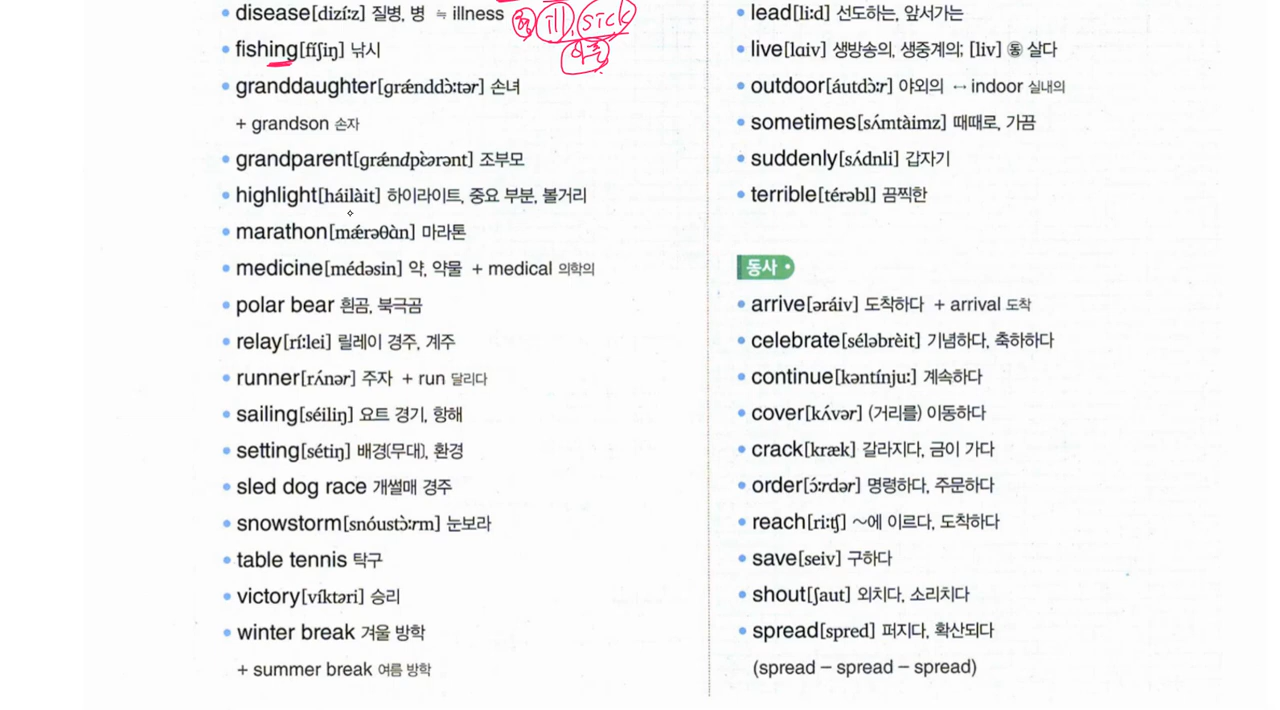 disease[dizíːz] 질병, 병 ≒ illness
형 ill, sick
아픈
fishing[fíʃiŋ] 낚시
granddaughter[grǽnddɔ̀ːtər] 손녀
+ grandson 손자
grandparent[grǽndpɛ̀ərənt] 조부모
highlight[háilàit] 하이라이트, 중요 부분, 볼거리
marathon[mǽrəθàn] 마라톤
medicine[médəsin] 약, 약물 + medical 의학의
polar bear 흰곰, 북극곰
relay[ríːlei] 릴레이 경주, 계주
runner[rʌ́nər] 주자 + run 달리다
sailing[séiliŋ] 요트 경기, 항해
setting[sétiŋ] 배경(무대), 환경
sled dog race 개썰매 경주
snowstorm[snóustɔ̀ːrm] 눈보라
table tennis 탁구
victory[víktəri] 승리
winter break 겨울 방학
+ summer break 여름 방학
lead[liːd] 선도하는, 앞서가는
live[laiv] 생방송의, 생중계의; [liv] 동 살다
outdoor[áutdɔ̀ːr] 야외의 ↔ indoor 실내의
sometimes[sʌ́mtàimz] 때때로, 가끔
suddenly[sʌ́dnli] 갑자기
terrible[térəbl] 끔찍한
동사
arrive[əráiv] 도착하다 + arrival 도착
celebrate[séləbrèit] 기념하다, 축하하다
continue[kəntínjuː] 계속하다
cover[kʌ́vər] (거리를) 이동하다
crack[kræk] 갈라지다, 금이 가다
order[ɔ́ːrdər] 명령하다, 주문하다
reach[riːtʃ] ~에 이르다, 도착하다
save[seiv] 구하다
shout[ʃaut] 외치다, 소리치다
spread[spred] 퍼지다, 확산되다
(spread − spread − spread)